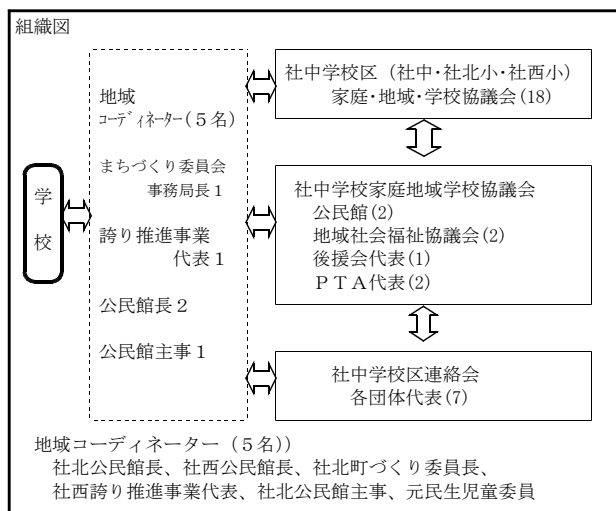 組織図
学校
地域
コーディネーター(5名)
まちづくり委員会
事務局長1
誇り推進事業
代表1
公民館長2
公民館主事1
社中学校区（社中・社北小・社西小）
家庭・地域・学校協議会(18)
社中学校家庭地域学校協議会
公民館(2)
地域社会福祉協議会(2)
後援会代表(1)
ＰＴＡ代表(2)
社中学校区連絡会
各団体代表(7)
地域コーディネーター（5名））
社北公民館長、社西公民館長、社北町づくり委員長、
社西誇り推進事業代表、社北公民館主事、元民生児童委員